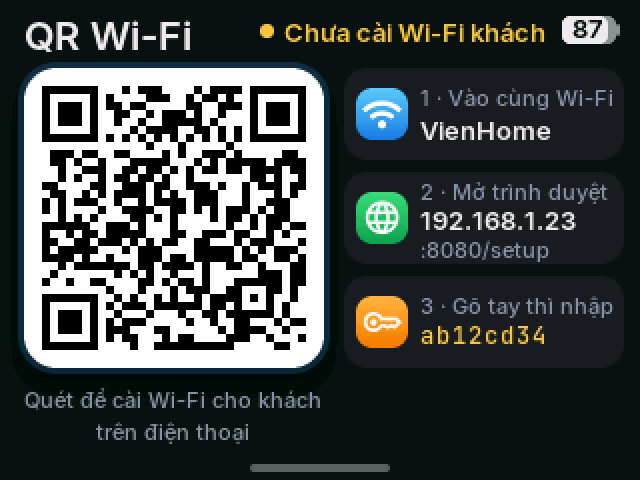 QR Wi-Fi
Chưa cài Wi-Fi khách
87
1 · Vào cùng Wi-Fi
VienHome
2 · Mở trình duyệt
192.168.1.23
:8080/setup
3 · Gõ tay thì nhập
ab12cd34
Quét để cài Wi-Fi cho khách
trên điện thoại